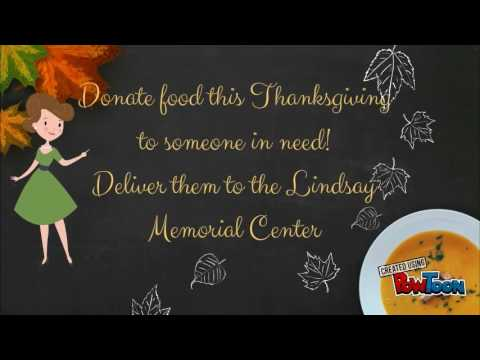 Donate food this Thanksgiving
to someone in need!
Deliver them to the Lindsay
Memorial Center
CREATED USING
POWTOON